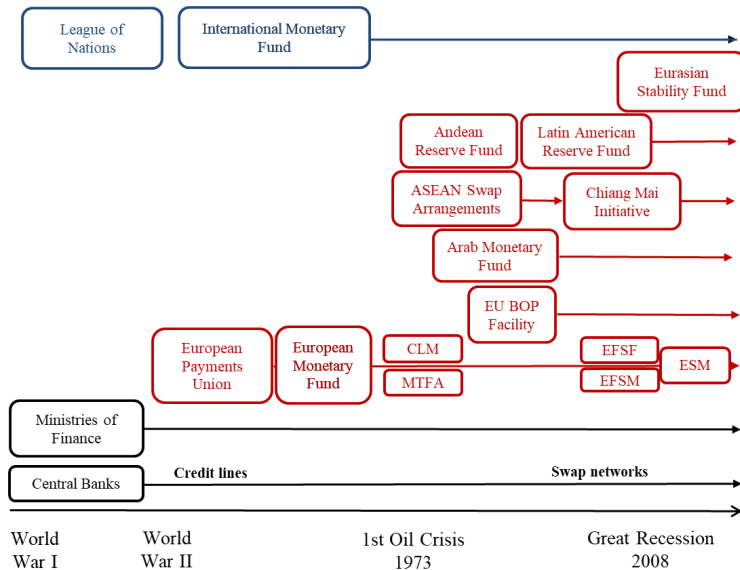 League of
Nations
International Monetary
Fund
Eurasian
Stability Fund
Andean
Reserve Fund
Latin American
Reserve Fund
ASEAN Swap
Arrangements
Chiang Mai
Initiative
Arab Monetary
Fund
EU BOP
Facility
European
Payments
Union
European
Monetary
Fund
CLM
MTFA
EFSF
EFSM
ESM
Ministries of
Finance
Central Banks
Credit lines
Swap networks
World
War I
World
War II
1st Oil Crisis
1973
Great Recession
2008